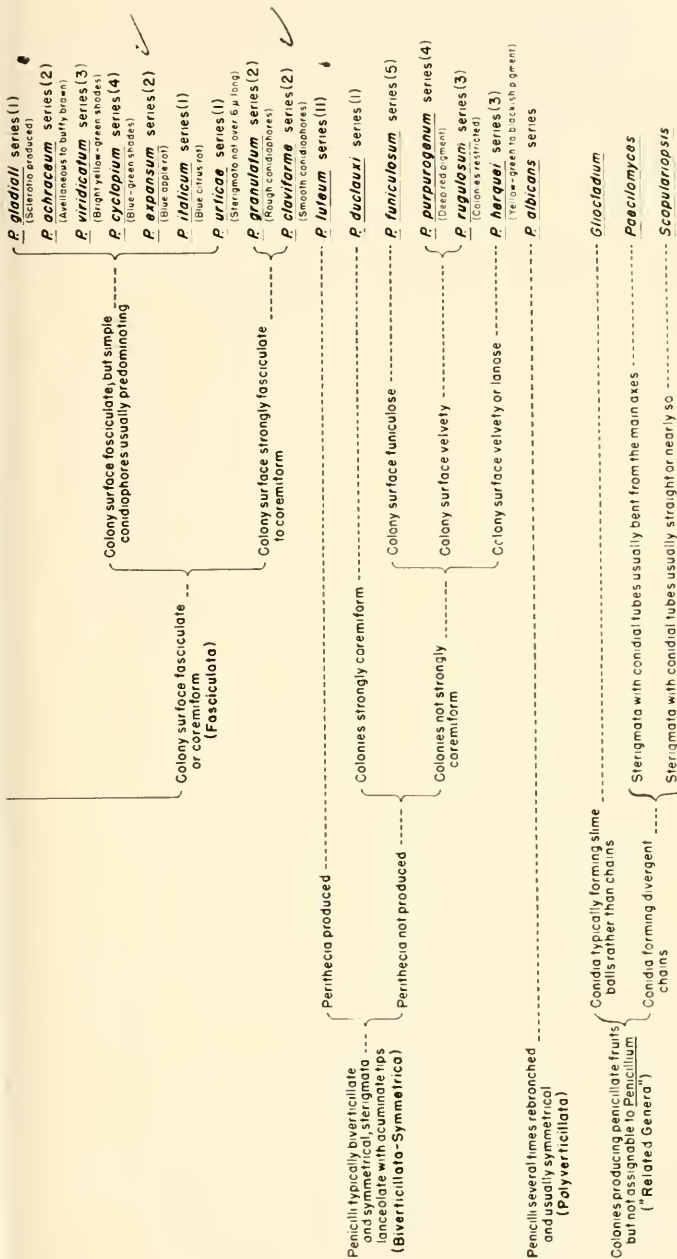 P. gladioli series (1)
(Sclerotia produced)
P. ochraceum series (2)
(Avellaneous to buffy brown)
P. viridicatum series (3)
(Bright yellow-green shades)
P. cyclopium series (4)
(Blue-green shades)
P. expansum series (2)
(Blue apple rot)
P. italicum series (1)
(Blue citrus rot)
P. urticae series (1)
(Sterigmata not over 6 µ long)
P. granulatum series (2)
(Rough conidiophores)
P. claviforme series (2)
(Smooth conidiophores)
P. luteum series (11)
P. duclauxi series (1)
P. funiculosum series (5)
P. purpurogenum series (4)
(Deep red pigment)
P. rugulosum series (3)
(Colonies restricted)
P. herquei series (3)
(Yellow-green to blackish pigment)
P. albicans series
Gliocladium
Paecilomyces
Scopulariopsis
Colony surface fasciculate, but simple
conidiophores usually predominating
Colony surface strongly fasciculate
to coremiform
Colony surface funiculose
Colony surface velvety
Colony surface velvety or lanose
Sterigmata with conidial tubes usually bent from the main axes
Sterigmata with conidial tubes usually straight or nearly so
Colony surface fasciculate
or coremiform
(Fasciculata)
Colonies strongly coremiform
Colonies not strongly
coremiform
Perithecia produced
Perithecia not produced
Conidia typically forming slime
balls rather than chains
Conidia forming divergent
chains
Penicilli typically biverticillate
and symmetrical, sterigmata
lanceolate with acuminate tips
(Biverticillata-Symmetrica)
Penicilli several times rebranched
and usually symmetrical
(Polyverticillata)
Colonies producing penicillate fruits
but not assignable to Penicillium
("Related Genera")